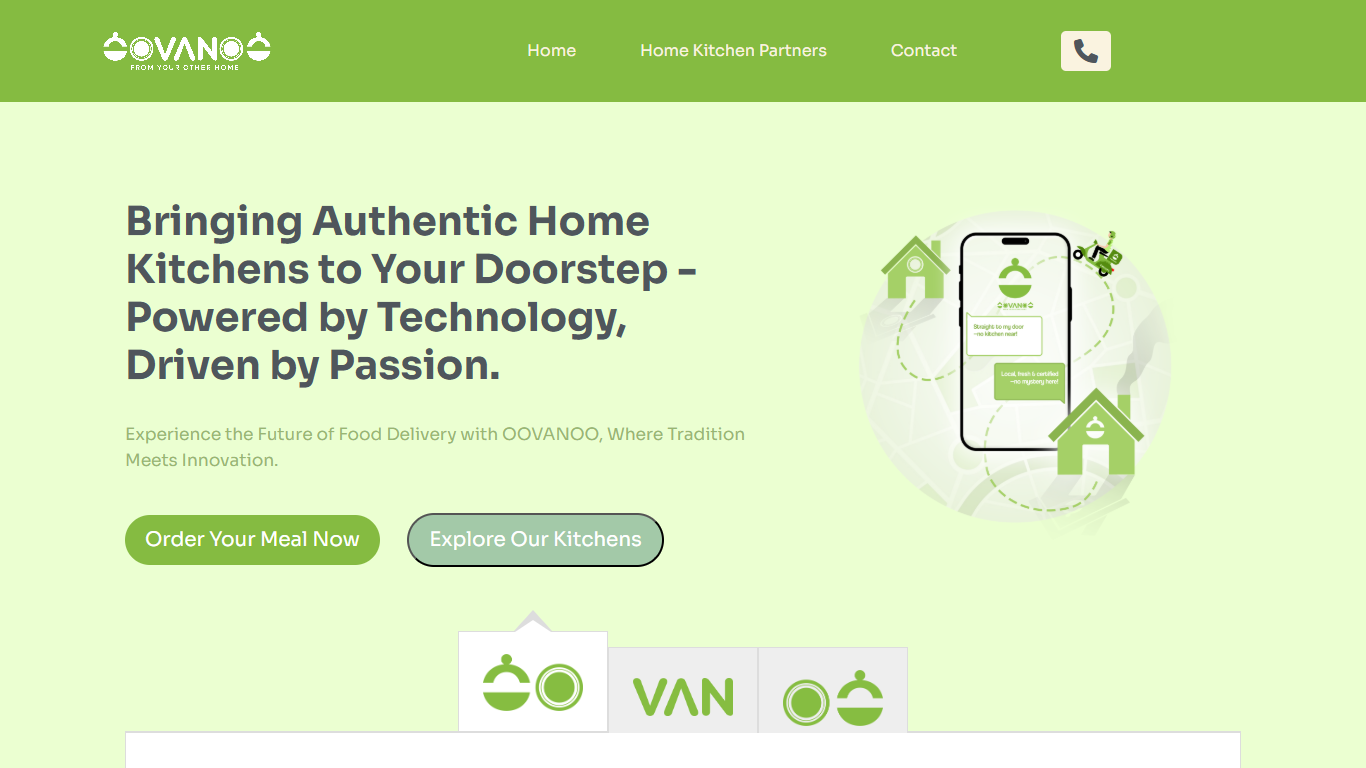 OOVANOO
FROM YOUR OTHER HOME
Home
Home Kitchen Partners
Contact
Bringing Authentic Home
Kitchens to Your Doorstep -
Powered by Technology,
Driven by Passion.
Experience the Future of Food Delivery with OOVANOO, Where Tradition
Meets Innovation.
Order Your Meal Now
Explore Our Kitchens
OOVANOO
Straight to my door
-no kitchen near!
Local, fresh & certified
-no mystery here!
OO
VAN
OO